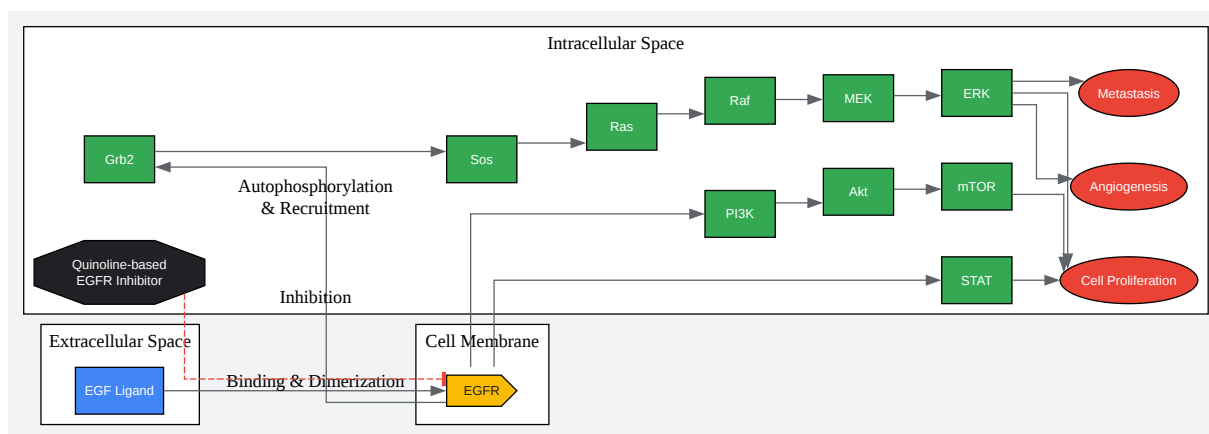 Intracellular Space
Metastasis
ERK
MEK
Raf
Ras
Grb2
Sos
Autophosphorylation
& Recruitment
Akt
mTOR
Angiogenesis
PI3K
Quinoline-based
EGFR Inhibitor
STAT
Cell Proliferation
Inhibition
Extracellular Space
Cell Membrane
Binding & Dimerization
EGF Ligand
EGFR